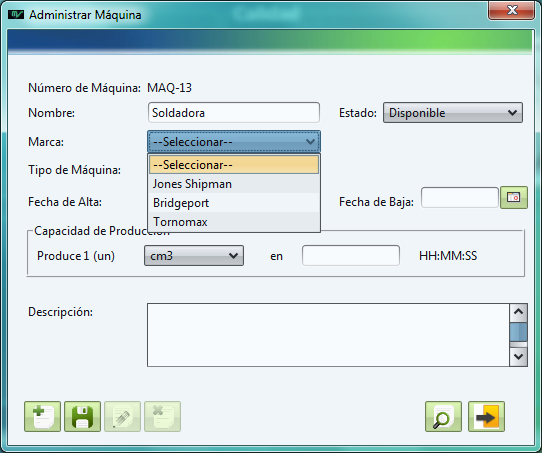 Administrar Máquina
Número de Máquina: MAQ-13
Nombre: Soldadora Estado: Disponible
Marca: --Seleccionar--
--Seleccionar--
Tipo de Máquina:
Jones Shipman
Bridgeport
Fecha de Alta: Fecha de Baja:
Tornomax
Capacidad de Producción
Produce 1 (un) cm3 en HH:MM:SS
Descripción: